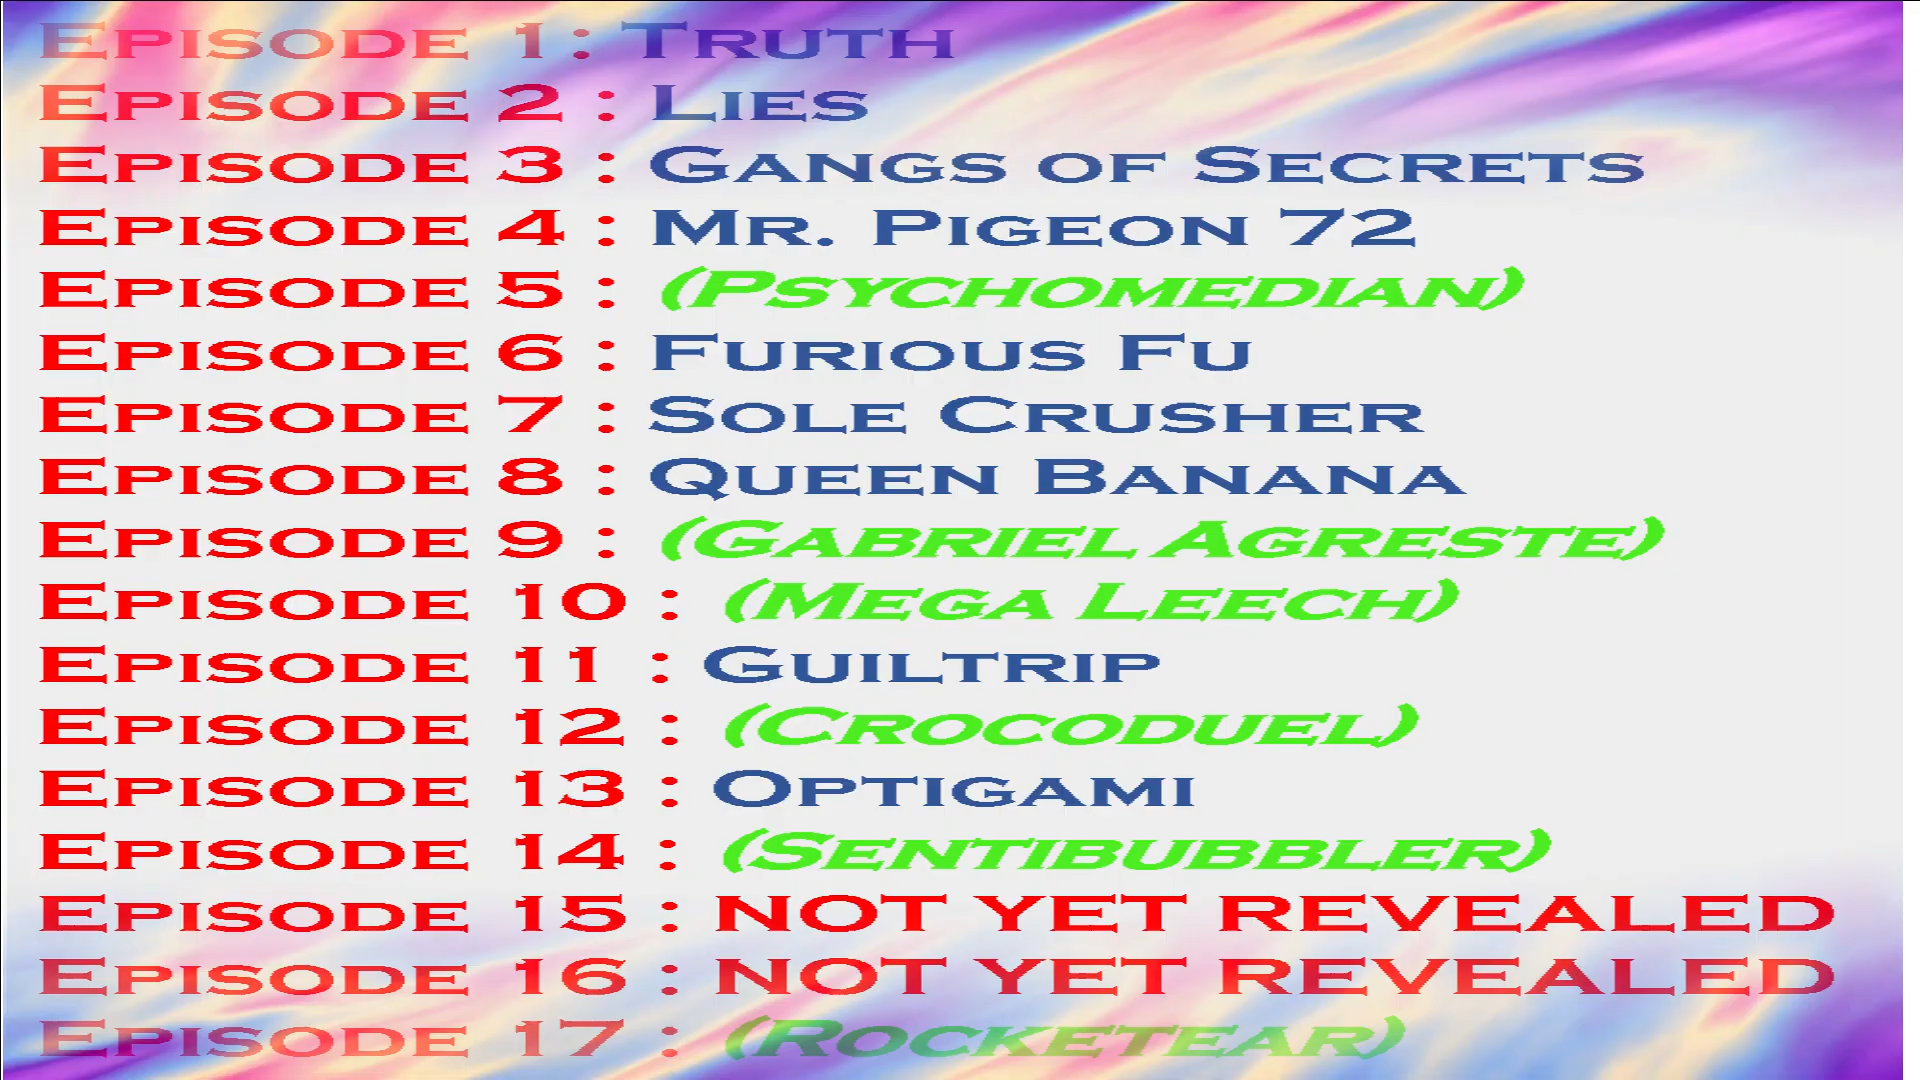 Episode 1 : Truth
Episode 2 : Lies
Episode 3 : Gangs of Secrets
Episode 4 : Mr. Pigeon 72
Episode 5 : (Psychomedian)
Episode 6 : Furious Fu
Episode 7 : Sole Crusher
Episode 8 : Queen Banana
Episode 9 : (Gabriel Agreste)
Episode 10 : (Mega Leech)
Episode 11 : Guiltrip
Episode 12 : (Crocoduel)
Episode 13 : Optigami
Episode 14 : (Sentibubbler)
Episode 15 : NOT YET REVEALED
Episode 16 : NOT YET REVEALED
Episode 17 : (Rocketear)